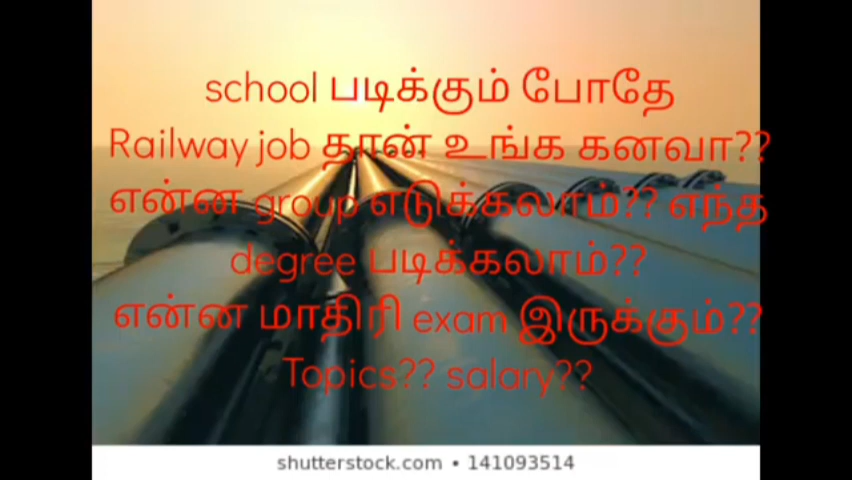 school படிக்கும் போதே
Railway job தான் உங்க கனவா??
என்ன group எடுக்கலாம்?? எந்த
degree படிக்கலாம்??
என்ன மாதிரி exam இருக்கும்??
Topics?? salary??
shutterstock.com • 141093514